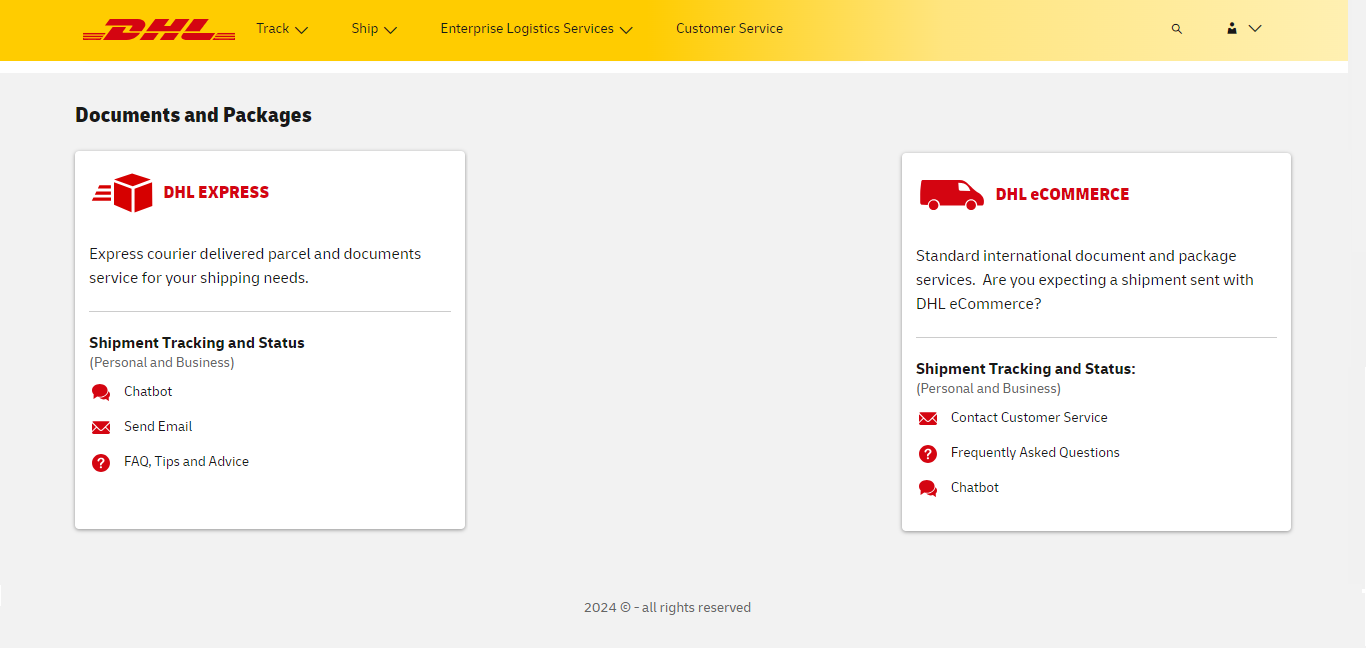 DHL
Track
Ship
Enterprise Logistics Services
Customer Service
Documents and Packages
DHL EXPRESS
Express courier delivered parcel and documents
service for your shipping needs.
Shipment Tracking and Status
(Personal and Business)
Chatbot
Send Email
? FAQ, Tips and Advice
DHL eCOMMERCE
Standard international document and package
services.  Are you expecting a shipment sent with
DHL eCommerce?
Shipment Tracking and Status:
(Personal and Business)
Contact Customer Service
? Frequently Asked Questions
Chatbot
2024 © - all rights reserved